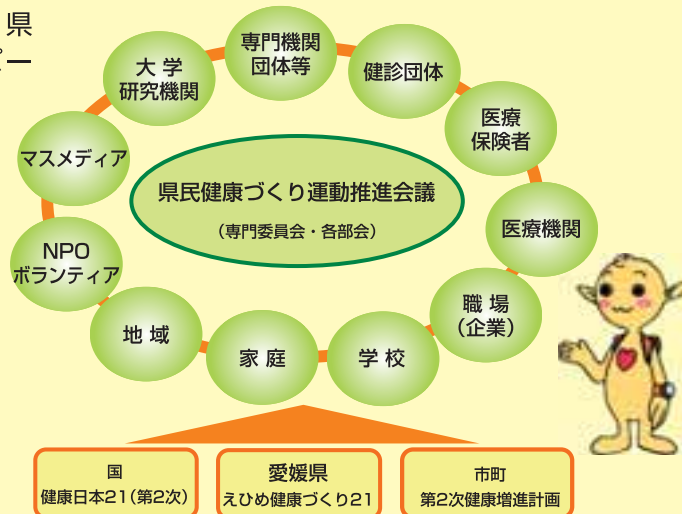 県
ピー
専門機関
団体等
大 学
研究機関
健診団体
医療
保険者
マスメディア
県民健康づくり運動推進会議
（専門委員会・各部会）
医療機関
NPO
ボランティア
職 場
（企業）
地 域
家 庭
学 校
国
健康日本21（第2次）
愛媛県
えひめ健康づくり21
市町
第2次健康増進計画